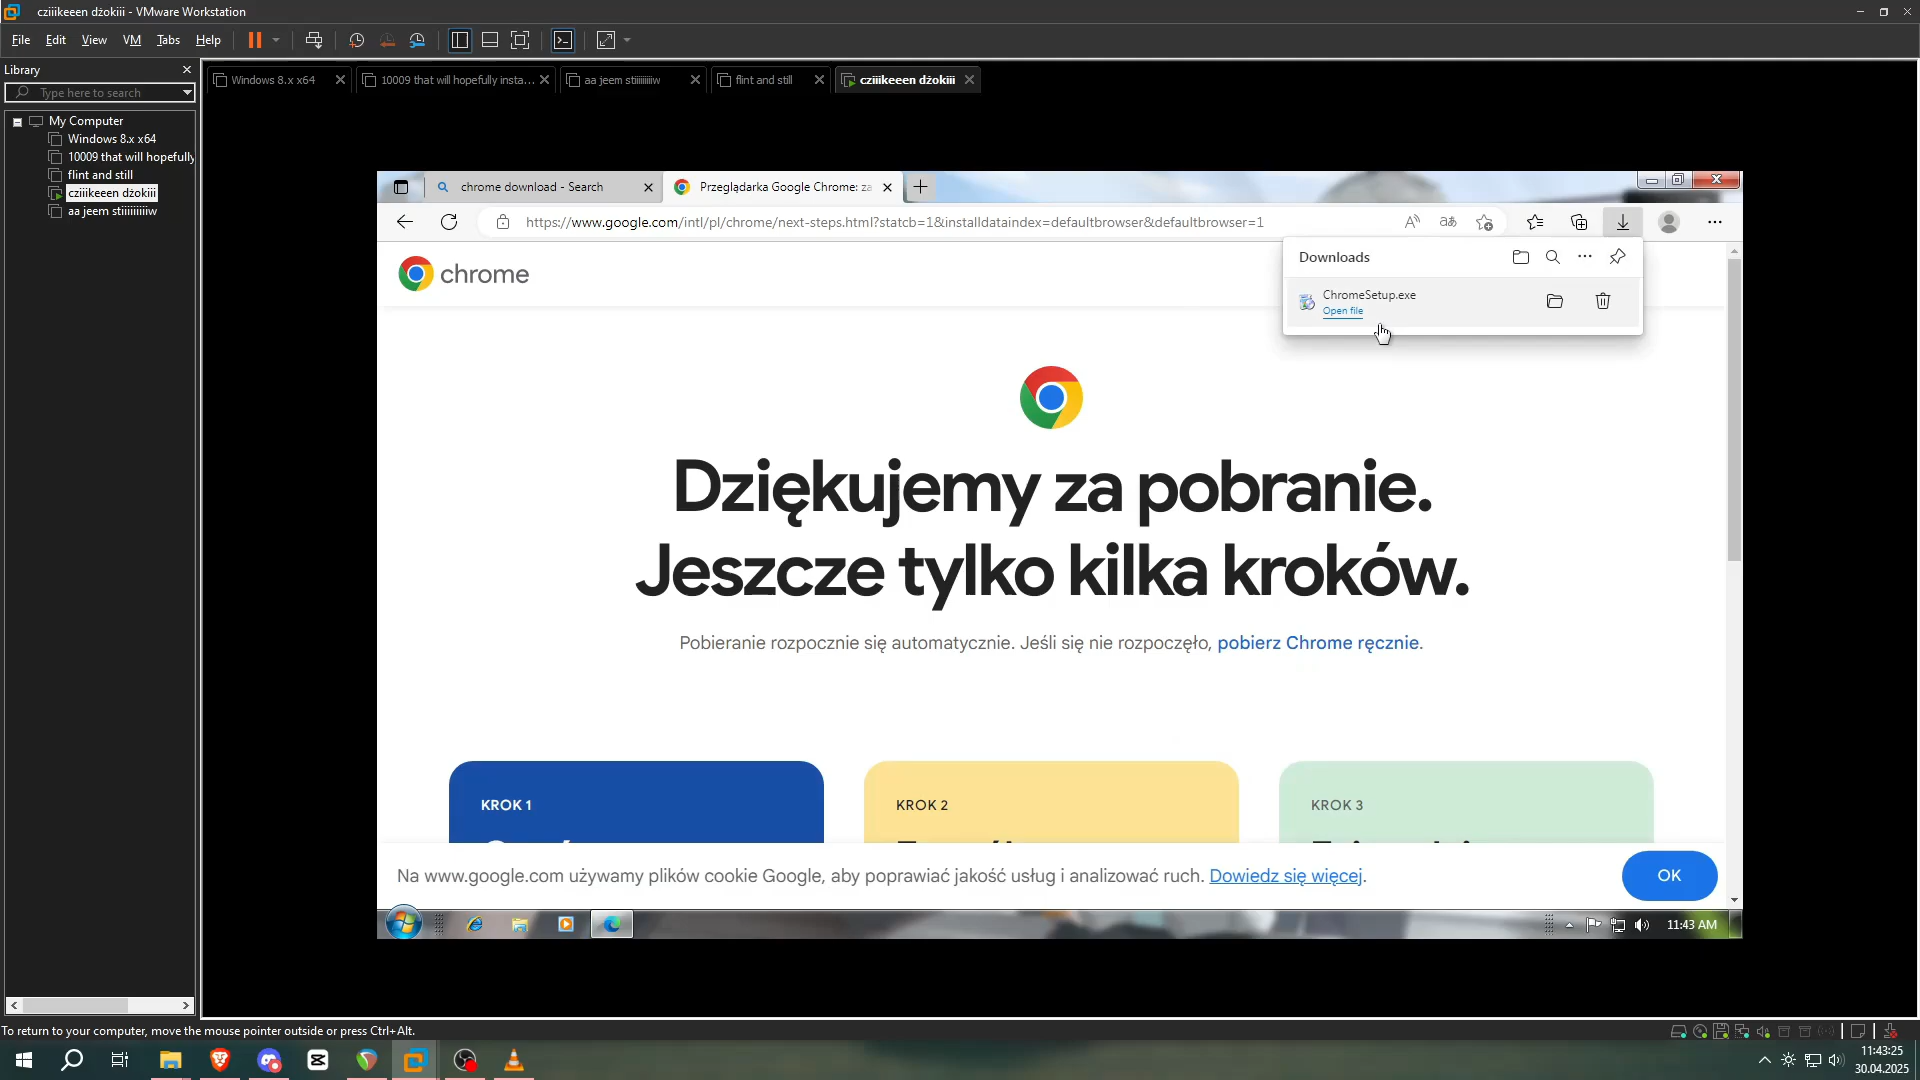 cziiikeeen dżokiii - VMware Workstation
File Edit View VM Tabs Help
Library
Type here to search
My Computer
Windows 8.x x64
10009 that will hopefully
flint and still
cziiikeeen dżokiii
Windows 8.x x64
10009 that will hopefully insta...
flint and still
cziiikeeen dżokiii
chrome download - Search
Przeglądarka Google Chrome: za
https://www.google.com/intl/pl/chrome/next-steps.html?statcb=1&installdataindex=defaultbrowser&defaultbrowser=1
chrome
Downloads
ChromeSetup.exe
Open file
Dziękujemy za pobranie.
Jeszcze tylko kilka kroków.
Pobieranie rozpocznie się automatycznie. Jeśli się nie rozpoczęło, pobierz Chrome ręcznie.
KROK 1
KROK 2
KROK 3
Na www.google.com używamy plików cookie Google, aby poprawiać jakość usług i analizować ruch. Dowiedz się więcej.
OK
11:43 AM
To return to your computer, move the mouse pointer outside or press Ctrl+Alt.
11:43:25
30.04.2025